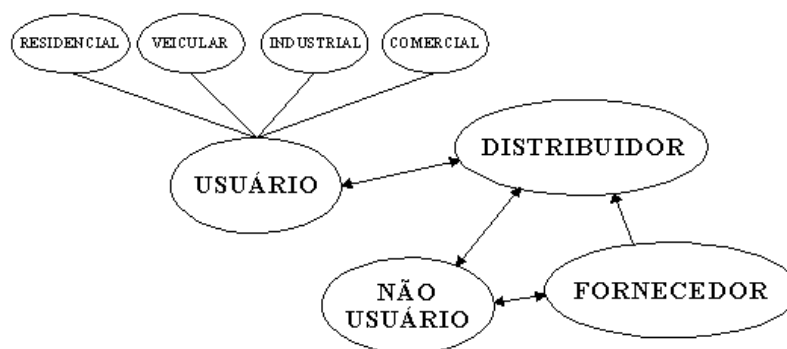 RESIDENCIAL
VEICULAR
INDUSTRIAL
COMERCIAL
DISTRIBUIDOR
USUÁRIO
NÃO
USUÁRIO
FORNECEDOR